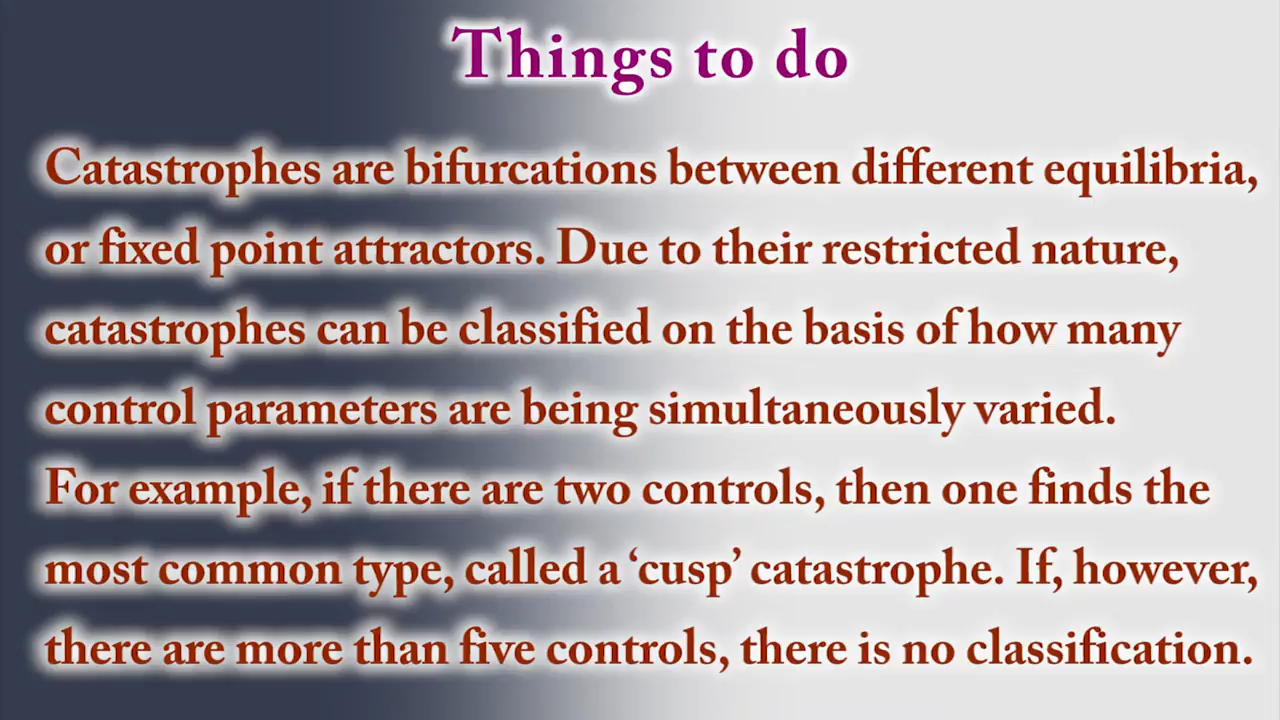 Things to do
Catastrophes are bifurcations between different equilibria,
or fixed point attractors. Due to their restricted nature,
catastrophes can be classified on the basis of how many
control parameters are being simultaneously varied.
For example, if there are two controls, then one finds the
most common type, called a ‘cusp’ catastrophe. If, however,
there are more than five controls, there is no classification.